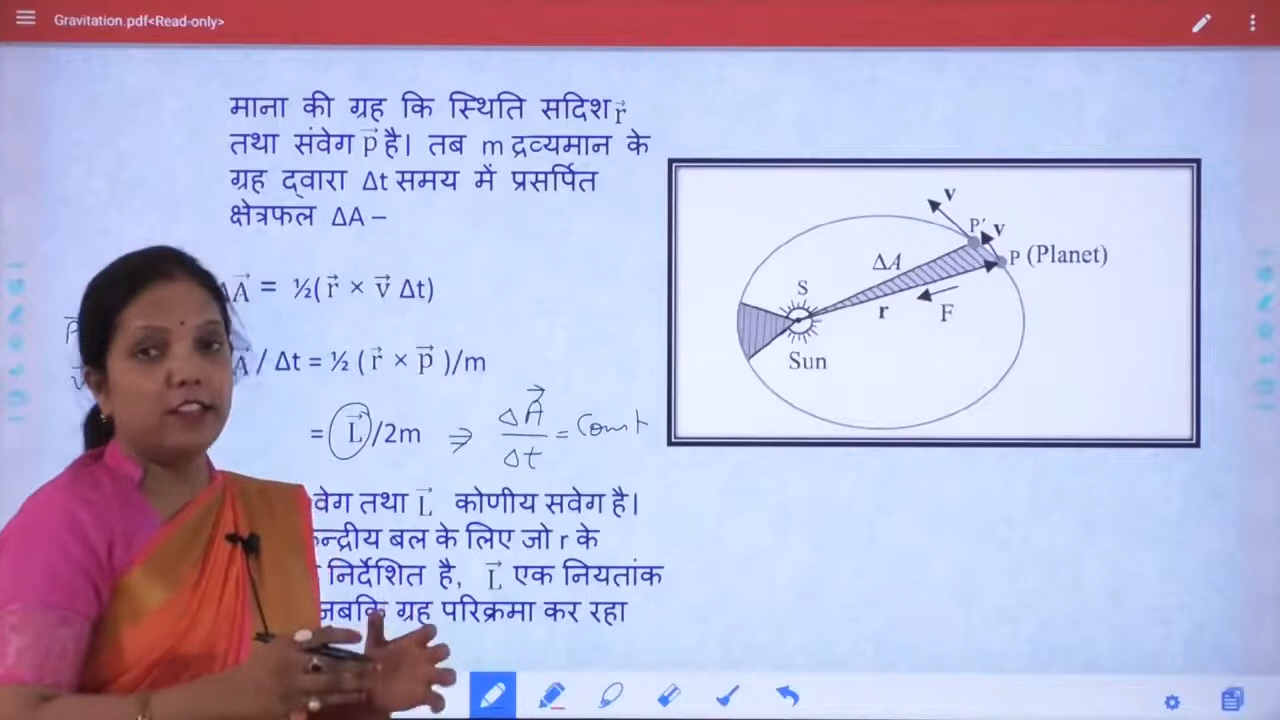 Gravitation.pdf<Read-only>
माना की ग्रह कि स्थिति सदिश r⃗
तथा संवेग p⃗ है। तब m द्रव्यमान के
ग्रह द्वारा Δt समय में प्रसर्पित
क्षेत्रफल ΔA –
A⃗ = ½( r⃗ × v⃗ Δt)
A⃗ / Δt = ½ ( r⃗ × p⃗ )/m
= L⃗ /2m ⇒ ΔA⃗/Δt = Const
वेग तथा L⃗ कोणीय सवेग है।
न्द्रीय बल के लिए जो r के
निर्देशित है, L⃗ एक नियतांक
जबकि ग्रह परिक्रमा कर रहा
v
P′ v
P (Planet)
ΔA
S
F
r
Sun